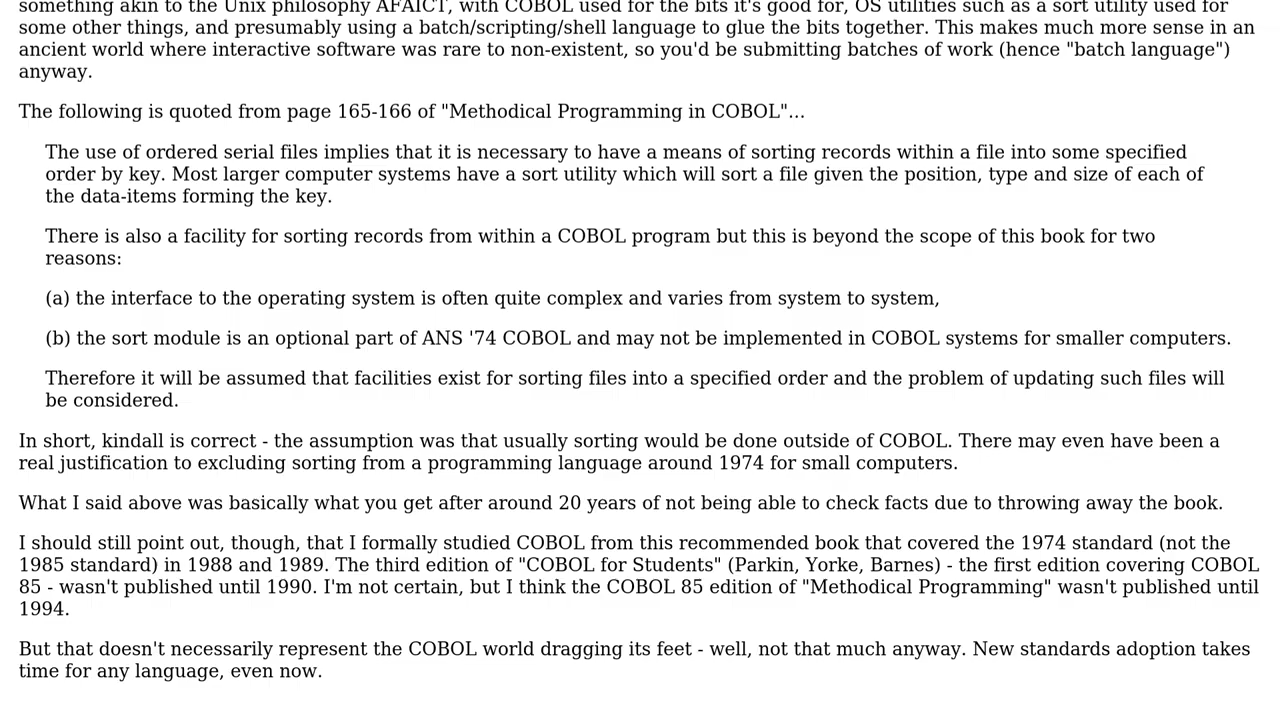 something akin to the Unix philosophy AFAICT, with COBOL used for the bits it's good for, OS utilities such as a sort utility used for
some other things, and presumably using a batch/scripting/shell language to glue the bits together. This makes much more sense in an
ancient world where interactive software was rare to non-existent, so you'd be submitting batches of work (hence "batch language")
anyway.
The following is quoted from page 165-166 of "Methodical Programming in COBOL"...
The use of ordered serial files implies that it is necessary to have a means of sorting records within a file into some specified
order by key. Most larger computer systems have a sort utility which will sort a file given the position, type and size of each of
the data-items forming the key.
There is also a facility for sorting records from within a COBOL program but this is beyond the scope of this book for two
reasons:
(a) the interface to the operating system is often quite complex and varies from system to system,
(b) the sort module is an optional part of ANS '74 COBOL and may not be implemented in COBOL systems for smaller computers.
Therefore it will be assumed that facilities exist for sorting files into a specified order and the problem of updating such files will
be considered.
In short, kindall is correct - the assumption was that usually sorting would be done outside of COBOL. There may even have been a
real justification to excluding sorting from a programming language around 1974 for small computers.
What I said above was basically what you get after around 20 years of not being able to check facts due to throwing away the book.
I should still point out, though, that I formally studied COBOL from this recommended book that covered the 1974 standard (not the
1985 standard) in 1988 and 1989. The third edition of "COBOL for Students" (Parkin, Yorke, Barnes) - the first edition covering COBOL
85 - wasn't published until 1990. I'm not certain, but I think the COBOL 85 edition of "Methodical Programming" wasn't published until
1994.
But that doesn't necessarily represent the COBOL world dragging its feet - well, not that much anyway. New standards adoption takes
time for any language, even now.